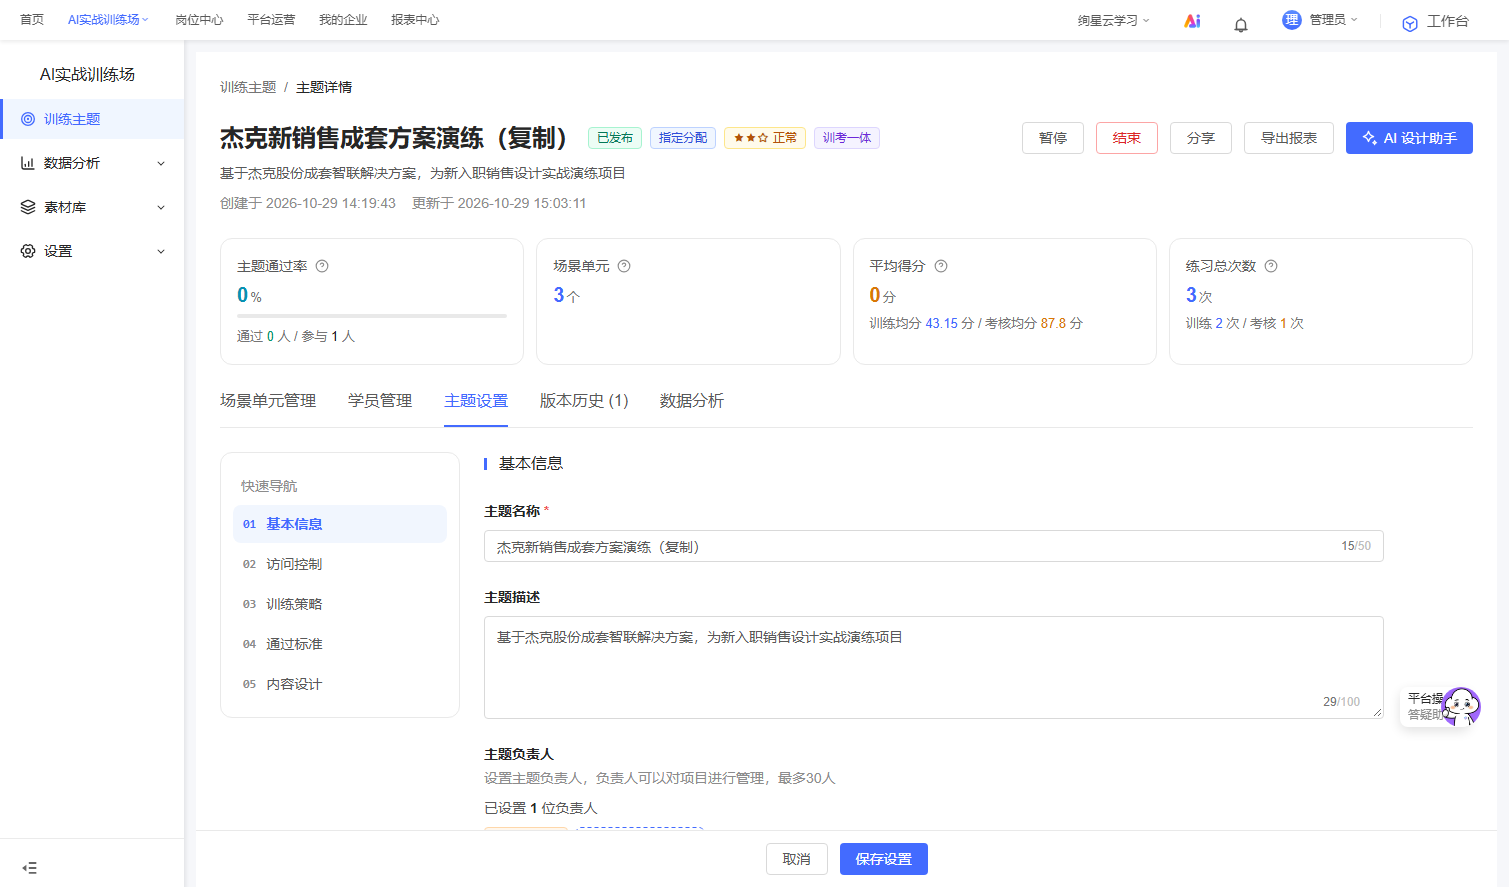 首页 AI实战训练场 岗位中心 平台运营 我的企业 报表中心 绚星云学习 Ai 理 管理员 工作台
AI实战训练场
训练主题
数据分析
素材库
设置
训练主题 / 主题详情
杰克新销售成套方案演练（复制） 已发布 指定分配 ★★☆ 正常 训考一体 暂停 结束 分享 导出报表 AI 设计助手
基于杰克股份成套智联解决方案，为新入职销售设计实战演练项目
创建于 2026-10-29 14:19:43 更新于 2026-10-29 15:03:11
主题通过率
0 %
通过 0 人 / 参与 1 人
场景单元
3 个
平均得分
0 分
训练均分 43.15 分 / 考核均分 87.8 分
练习总次数
3 次
训练 2 次 / 考核 1 次
场景单元管理 学员管理 主题设置 版本历史 (1) 数据分析
快速导航
01 基本信息
02 访问控制
03 训练策略
04 通过标准
05 内容设计
基本信息
主题名称 *
杰克新销售成套方案演练（复制） 15/50
主题描述
基于杰克股份成套智联解决方案，为新入职销售设计实战演练项目
29/100
主题负责人
设置主题负责人，负责人可以对项目进行管理，最多30人
已设置 1 位负责人
平台操
答疑助
取消 保存设置